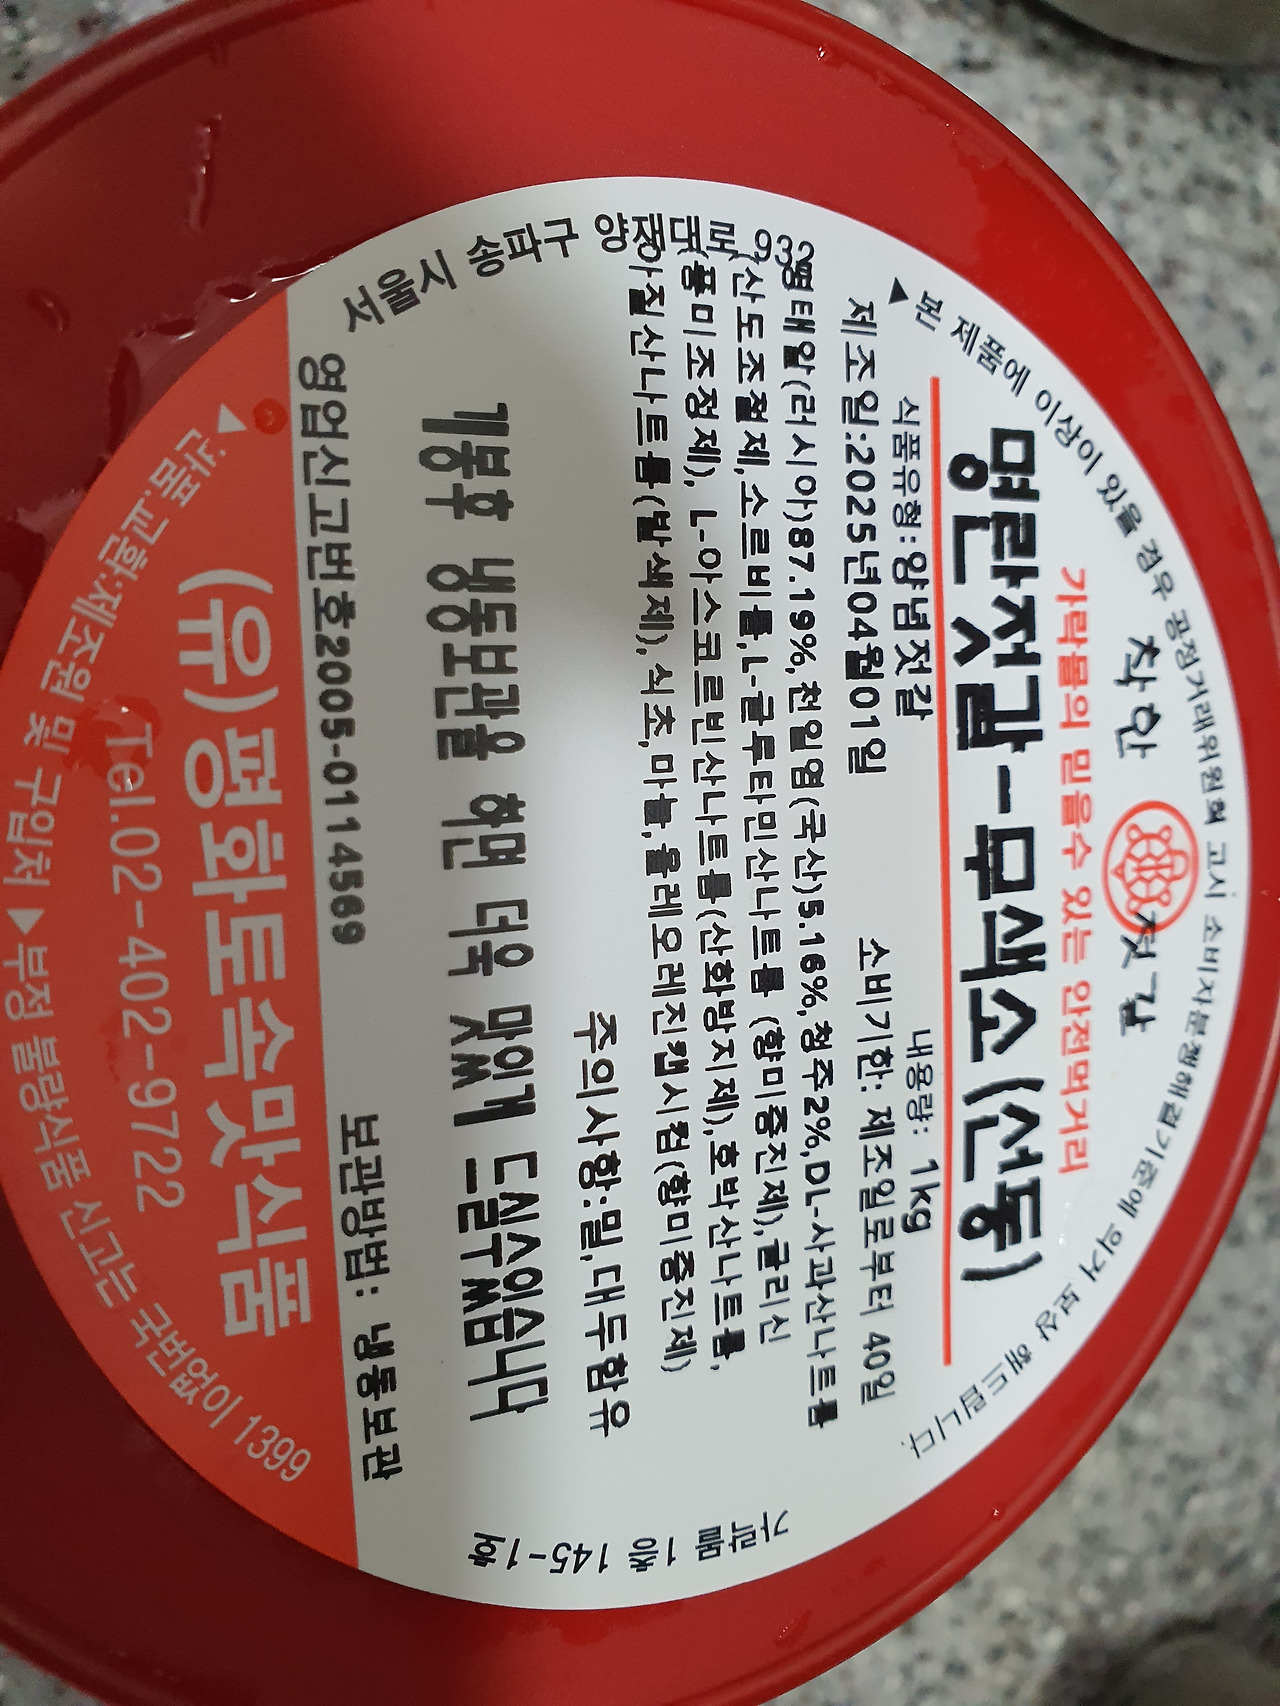 ▶본 제품에 이상이 있을 경우 공정거래위원회 고시 소비자분쟁해결기준에 의거 보상 해드립니다.
착한 젓갈
가락몰의 믿을수 있는 안전먹거리
명란젓갈-무색소(선동)
식품유형:양념젓갈 내용량: 1kg
제조일:2025년04월01일 소비기한: 제조일로부터 40일
명태알(러시아)87.19%,천일염(국산)5.16%,청주2%,DL-사과산나트륨
(산도조절제,소르비톨,L-글루타민산나트륨 (향미증진제),글리신
(풍미조정제), L-아스코르빈산나트륨(산화방지제),호박산나트륨,
아질산나트륨(발색제),식초,마늘,올레오레진캡시컴(향미증진제)
주의사항:밀,대두함유
개봉후 냉동보관을 하면 더욱 맛있게 드실수있습니다
영업신고번호2005-0114569 보관방법: 냉동보관
서울시 송파구 양재대로 932
가락몰 1층 145-1호
(유)평화토속맛식품
Tel.02-402-9722
▶반품.교환:제조원 및 구입처 ▶부정 불량식품 신고는 국번없이 1399